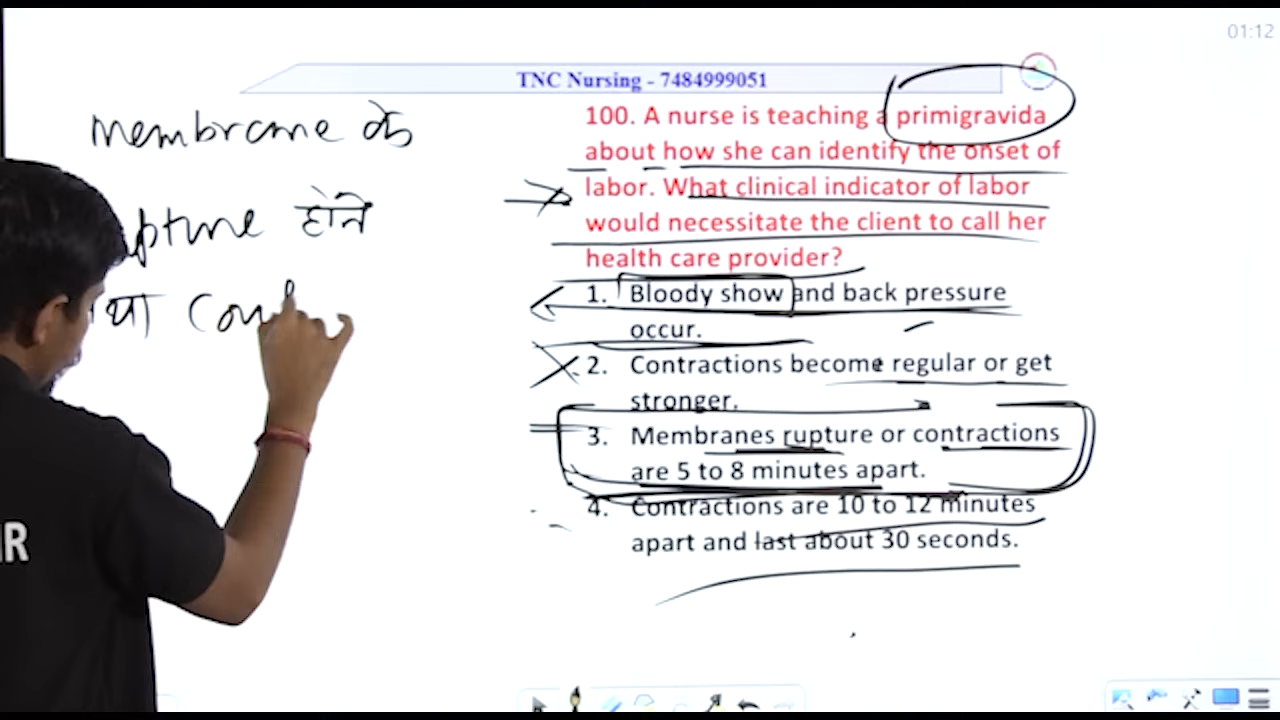 01:12
TNC Nursing - 7484999051
membrane के
होने
100. A nurse is teaching a primigravida
about how she can identify the onset of
labor. What clinical indicator of labor
would necessitate the client to call her
health care provider?
1. Bloody show and back pressure
occur.
2. Contractions become regular or get
stronger.
3. Membranes rupture or contractions
are 5 to 8 minutes apart.
4. Contractions are 10 to 12 minutes
apart and last about 30 seconds.